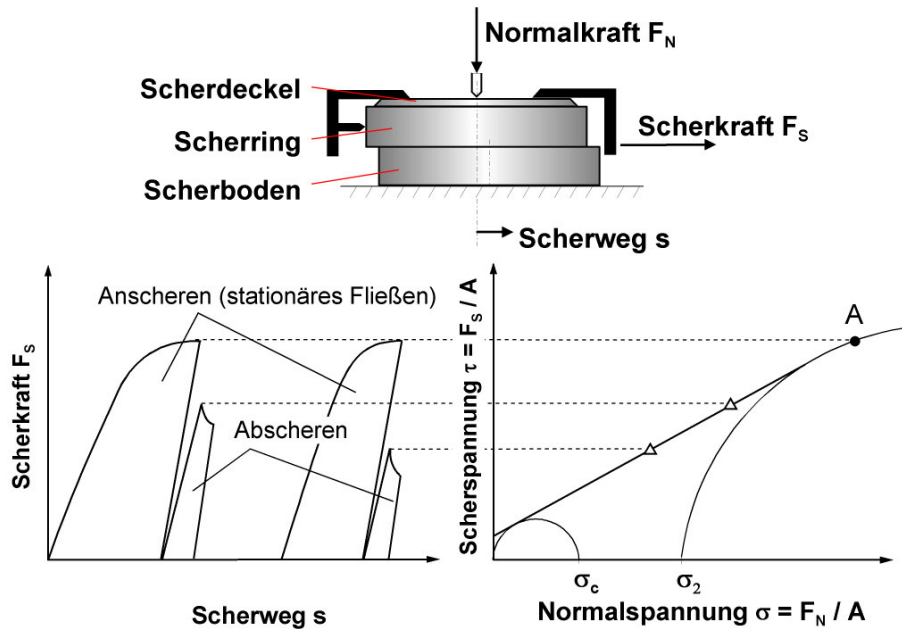 Normalkraft F_N
Scherdeckel
Scherring
Scherkraft F_S
Scherboden
Scherweg s
Anscheren (stationäres Fließen)
Abscheren
Scherkraft F_S
Scherweg s
A
Scherspannung τ = F_S / A
σ_c
σ_2
Normalspannung σ = F_N / A